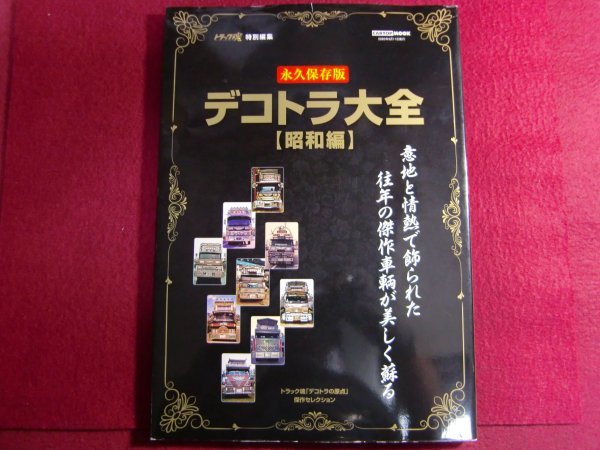 トラック魂 特別編集
CARTOP MOOK
永久保存版
デコトラ大全
【昭和編】
意地と情熱で飾られた
往年の傑作車輌が美しく蘇る
トラック魂「デコトラの原点」
傑作セレクション